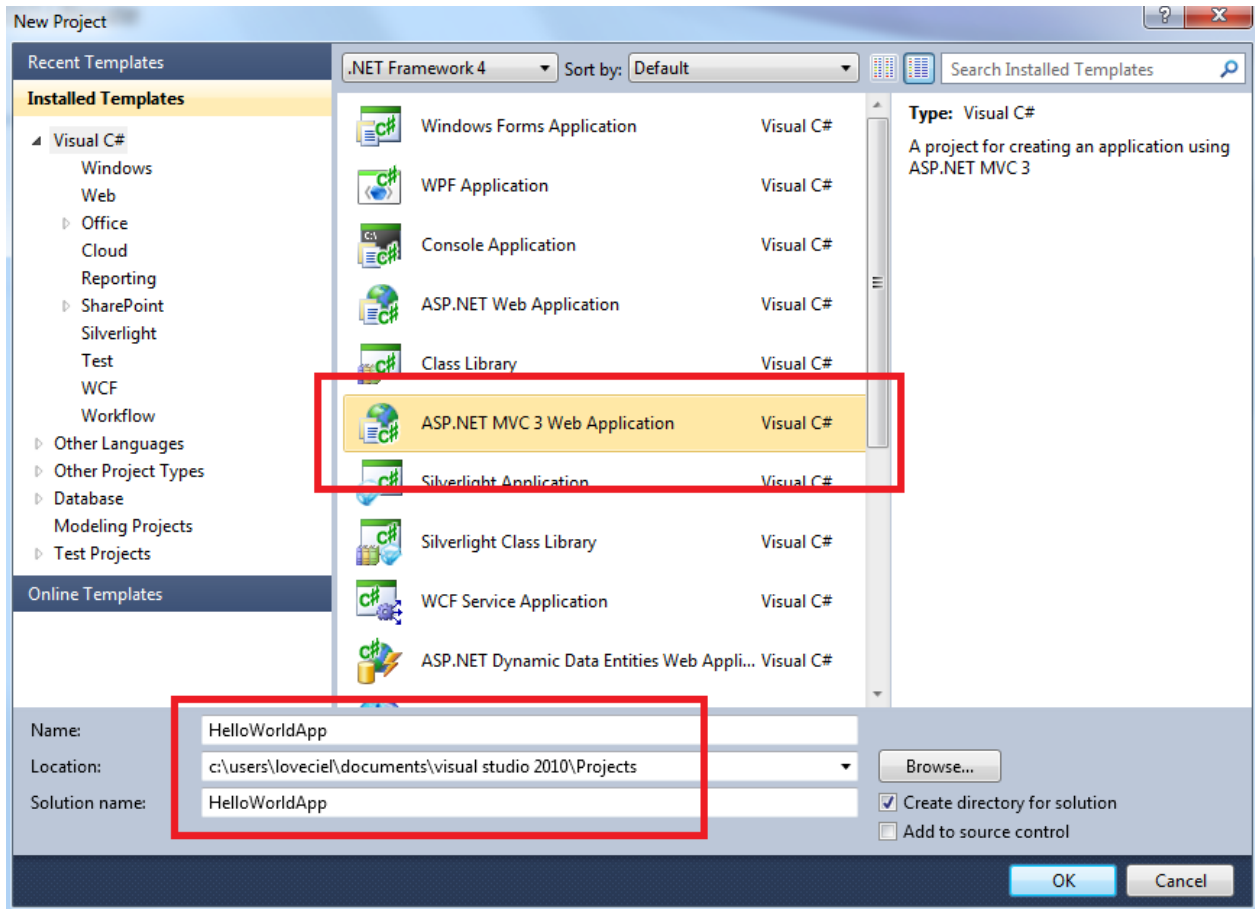 New Project
Recent Templates
Installed Templates
Visual C#
Windows
Web
Office
Cloud
Reporting
SharePoint
Silverlight
Test
WCF
Workflow
Other Languages
Other Project Types
Database
Modeling Projects
Test Projects
Online Templates
.NET Framework 4 Sort by: Default
Search Installed Templates
Windows Forms Application Visual C#
WPF Application Visual C#
Console Application Visual C#
ASP.NET Web Application Visual C#
Class Library Visual C#
ASP.NET MVC 3 Web Application Visual C#
Silverlight Application Visual C#
Silverlight Class Library Visual C#
WCF Service Application Visual C#
ASP.NET Dynamic Data Entities Web Appli... Visual C#
Type: Visual C#
A project for creating an application using
ASP.NET MVC 3
Name: HelloWorldApp
Location: c:\users\loveciel\documents\visual studio 2010\Projects
Browse...
Solution name: HelloWorldApp
Create directory for solution
Add to source control
OK Cancel